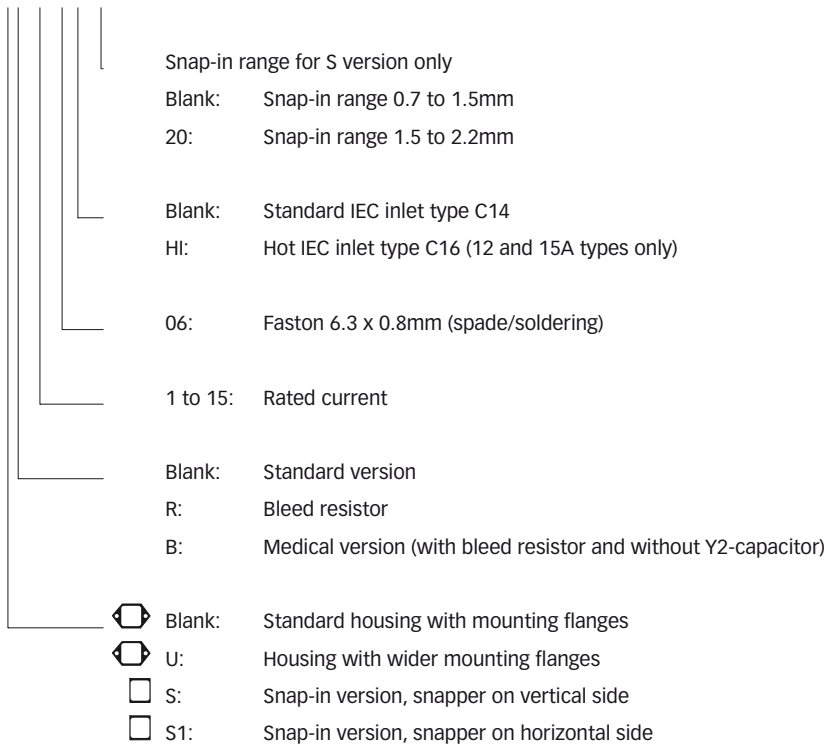 Snap-in range for S version only
Blank: Snap-in range 0.7 to 1.5mm
20: Snap-in range 1.5 to 2.2mm
Blank: Standard IEC inlet type C14
HI: Hot IEC inlet type C16 (12 and 15A types only)
06: Faston 6.3 x 0.8mm (spade/soldering)
1 to 15: Rated current
Blank: Standard version
R: Bleed resistor
B: Medical version (with bleed resistor and without Y2-capacitor)
Blank: Standard housing with mounting flanges
U: Housing with wider mounting flanges
S: Snap-in version, snapper on vertical side
S1: Snap-in version, snapper on horizontal side